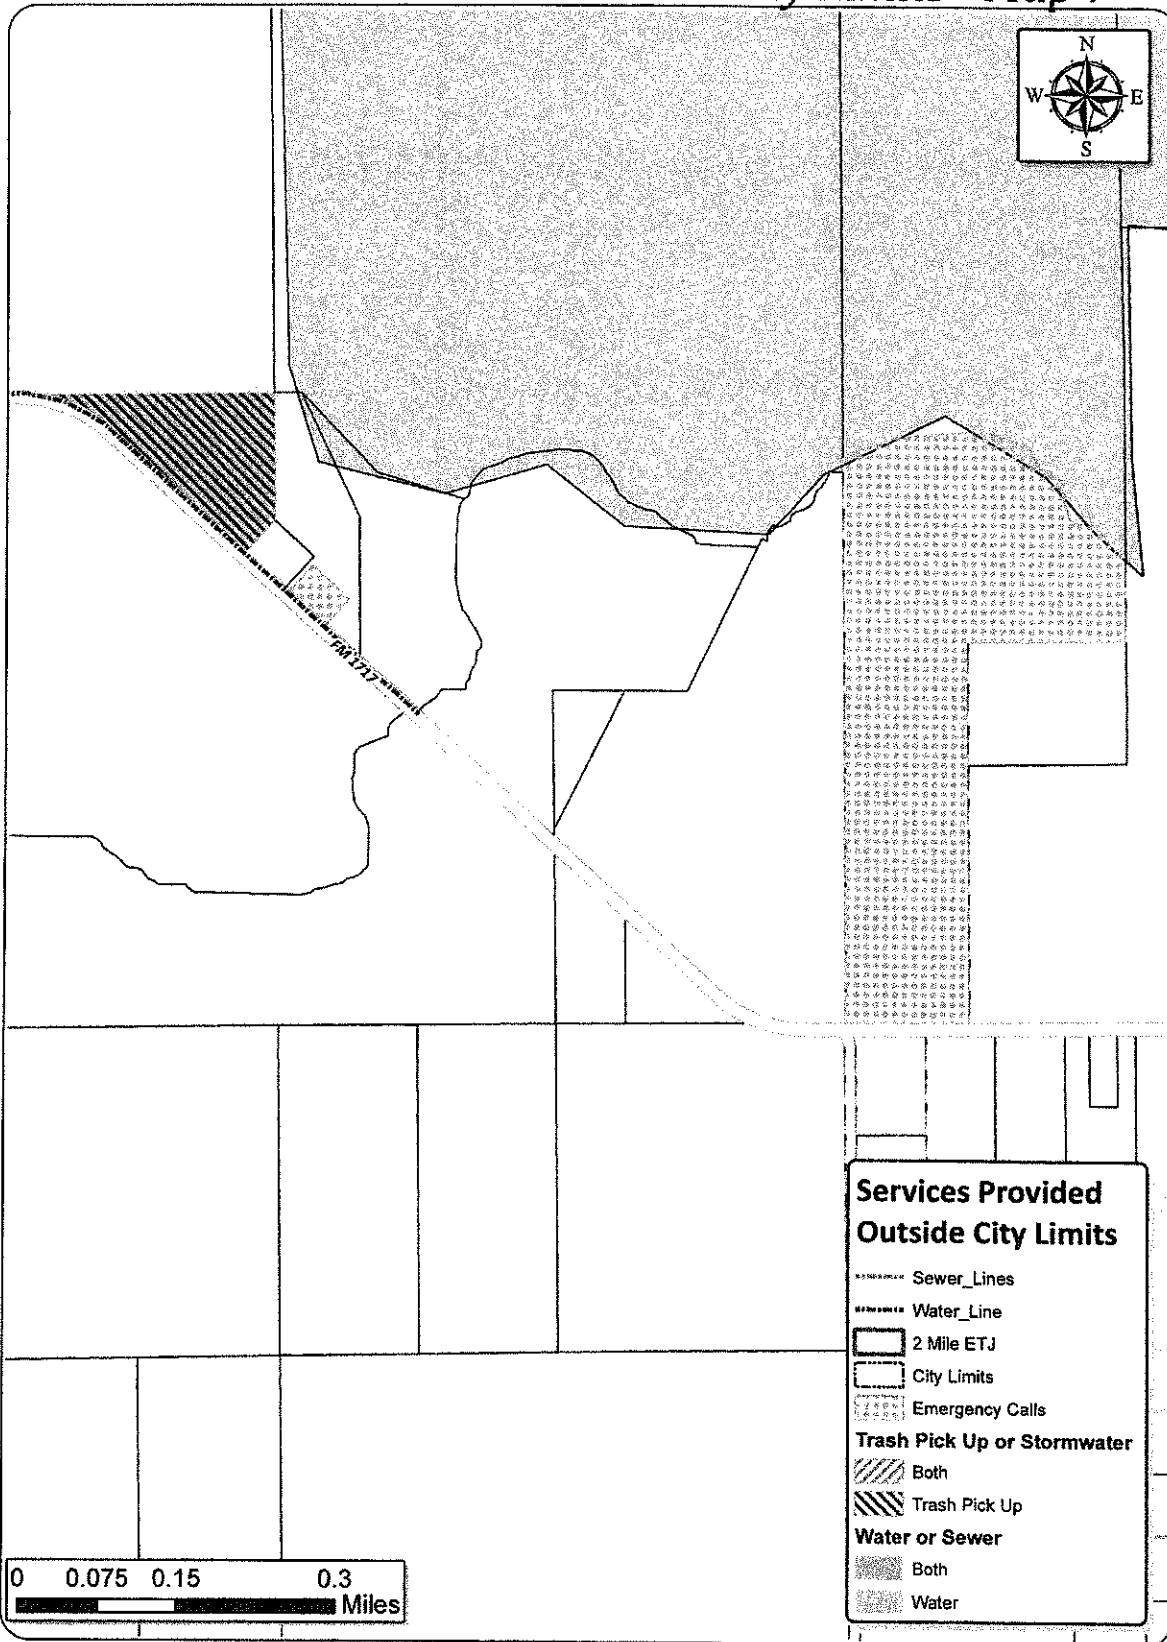 N
W E
S
FM 1717
Services Provided
Outside City Limits
Sewer_Lines
Water_Line
2 Mile ETJ
City Limits
Emergency Calls
Trash Pick Up or Stormwater
Both
Trash Pick Up
Water or Sewer
Both
Water
0 0.075 0.15 0.3
Miles